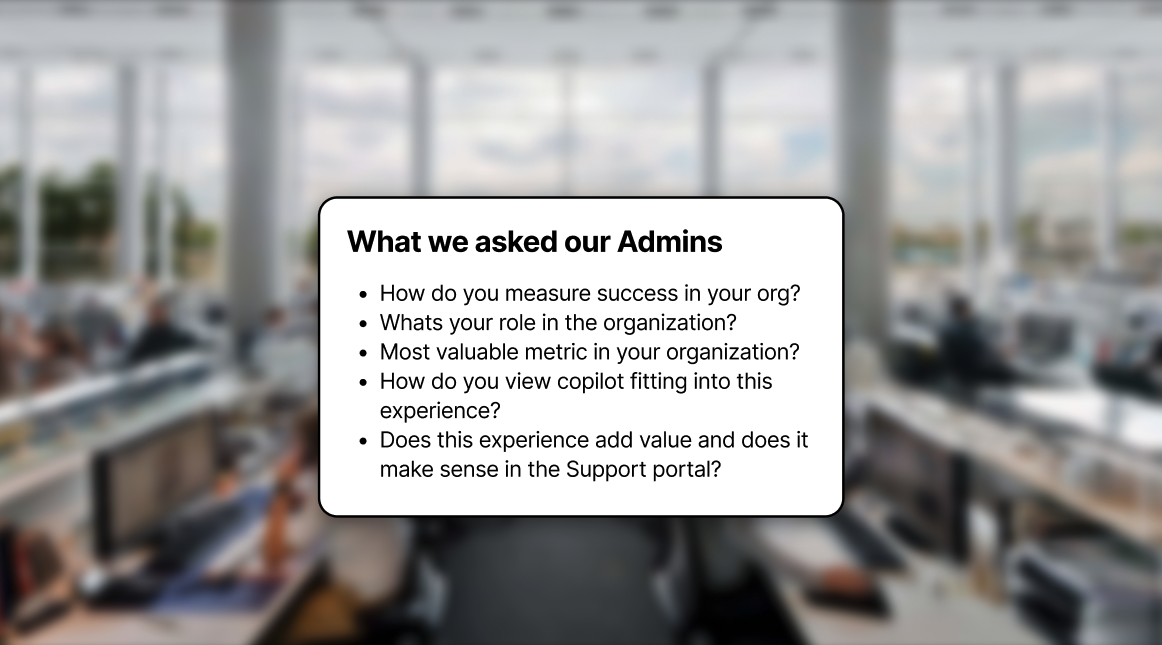 What we asked our Admins
• How do you measure success in your org?
• Whats your role in the organization?
• Most valuable metric in your organization?
• How do you view copilot fitting into this
experience?
• Does this experience add value and does it
make sense in the Support portal?